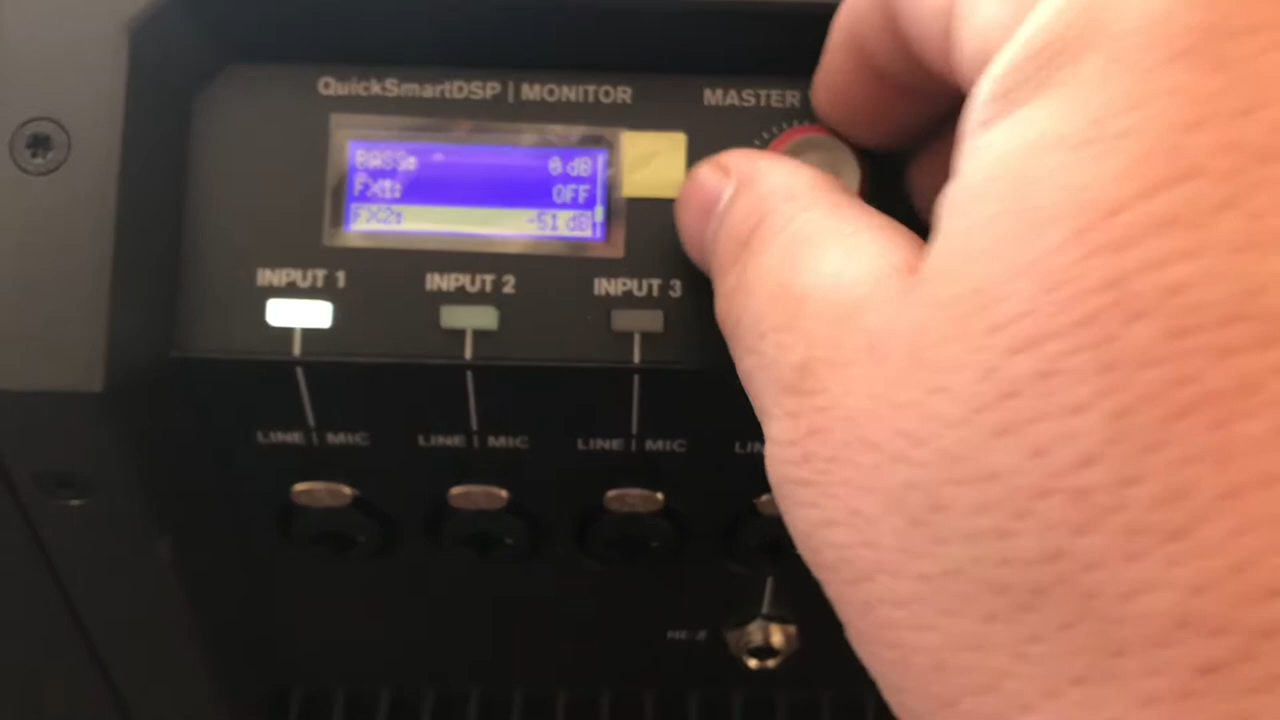 QuickSmartDSP | MONITOR
MASTER
BASS: 0 dB
FX1: OFF
FX2: -51 dB
INPUT 1
INPUT 2
INPUT 3
LINE | MIC
LINE | MIC
LINE | MIC
LIN